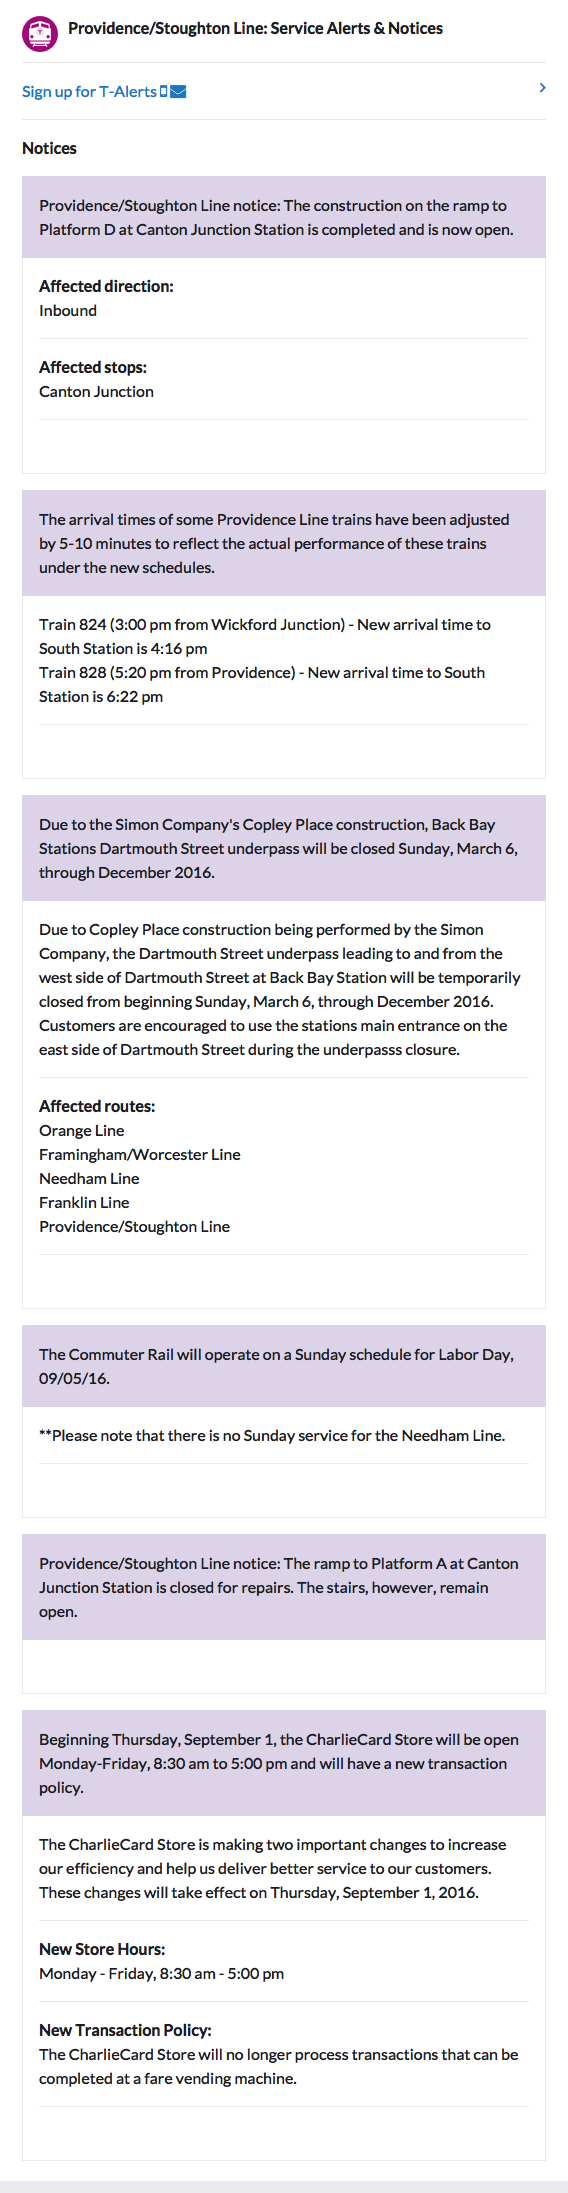 Providence/Stoughton Line: Service Alerts & Notices
Sign up for T-Alerts
Notices
Providence/Stoughton Line notice: The construction on the ramp to
Platform D at Canton Junction Station is completed and is now open.
Affected direction:
Inbound
Affected stops:
Canton Junction
The arrival times of some Providence Line trains have been adjusted
by 5-10 minutes to reflect the actual performance of these trains
under the new schedules.
Train 824 (3:00 pm from Wickford Junction) - New arrival time to
South Station is 4:16 pm
Train 828 (5:20 pm from Providence) - New arrival time to South
Station is 6:22 pm
Due to the Simon Company's Copley Place construction, Back Bay
Stations Dartmouth Street underpass will be closed Sunday, March 6,
through December 2016.
Due to Copley Place construction being performed by the Simon
Company, the Dartmouth Street underpass leading to and from the
west side of Dartmouth Street at Back Bay Station will be temporarily
closed from beginning Sunday, March 6, through December 2016.
Customers are encouraged to use the stations main entrance on the
east side of Dartmouth Street during the underpasss closure.
Affected routes:
Orange Line
Framingham/Worcester Line
Needham Line
Franklin Line
Providence/Stoughton Line
The Commuter Rail will operate on a Sunday schedule for Labor Day,
09/05/16.
**Please note that there is no Sunday service for the Needham Line.
Providence/Stoughton Line notice: The ramp to Platform A at Canton
Junction Station is closed for repairs. The stairs, however, remain
open.
Beginning Thursday, September 1, the CharlieCard Store will be open
Monday-Friday, 8:30 am to 5:00 pm and will have a new transaction
policy.
The CharlieCard Store is making two important changes to increase
our efficiency and help us deliver better service to our customers.
These changes will take effect on Thursday, September 1, 2016.
New Store Hours:
Monday - Friday, 8:30 am - 5:00 pm
New Transaction Policy:
The CharlieCard Store will no longer process transactions that can be
completed at a fare vending machine.